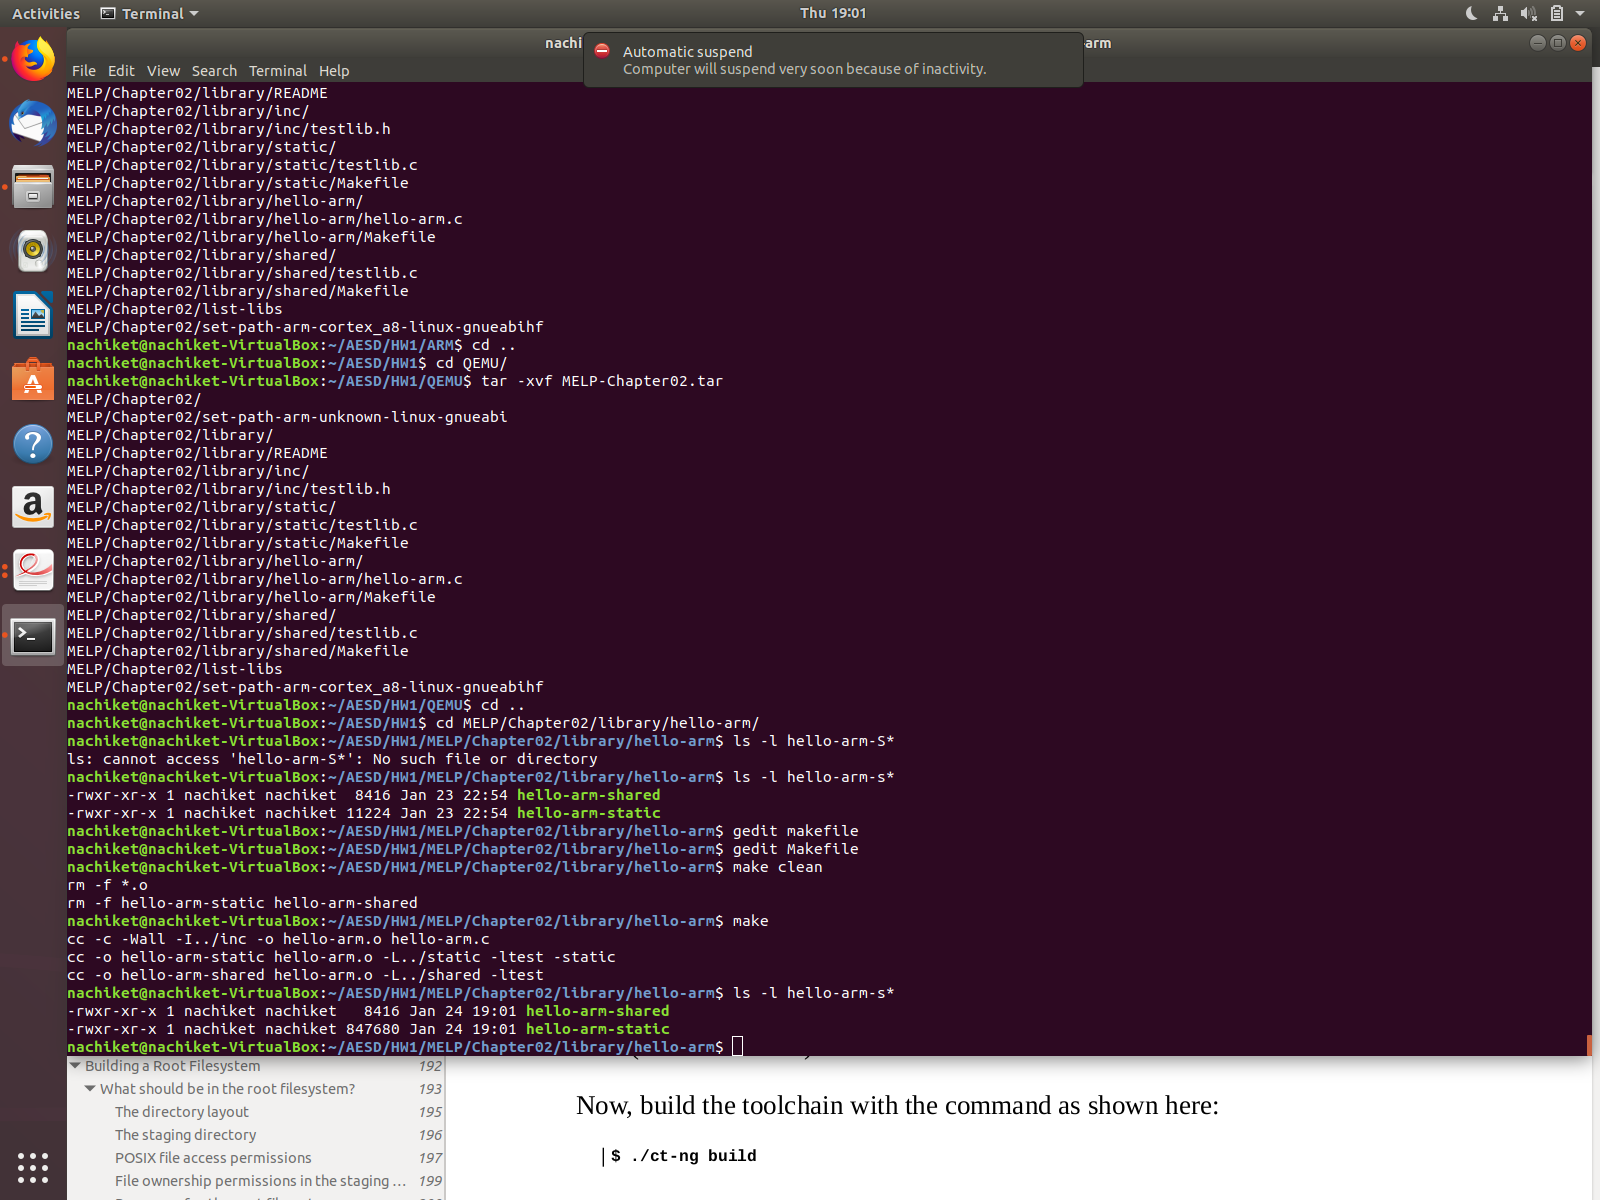 Activities Terminal Thu 19:01
nachi arm
Automatic suspend
Computer will suspend very soon because of inactivity.
File Edit View Search Terminal Help
MELP/Chapter02/library/README
MELP/Chapter02/library/inc/
MELP/Chapter02/library/inc/testlib.h
MELP/Chapter02/library/static/
MELP/Chapter02/library/static/testlib.c
MELP/Chapter02/library/static/Makefile
MELP/Chapter02/library/hello-arm/
MELP/Chapter02/library/hello-arm/hello-arm.c
MELP/Chapter02/library/hello-arm/Makefile
MELP/Chapter02/library/shared/
MELP/Chapter02/library/shared/testlib.c
MELP/Chapter02/library/shared/Makefile
MELP/Chapter02/list-libs
MELP/Chapter02/set-path-arm-cortex_a8-linux-gnueabihf
nachiket@nachiket-VirtualBox:~/AESD/HW1/ARM$ cd ..
nachiket@nachiket-VirtualBox:~/AESD/HW1$ cd QEMU/
nachiket@nachiket-VirtualBox:~/AESD/HW1/QEMU$ tar -xvf MELP-Chapter02.tar
MELP/Chapter02/
MELP/Chapter02/set-path-arm-unknown-linux-gnueabi
MELP/Chapter02/library/
MELP/Chapter02/library/README
MELP/Chapter02/library/inc/
MELP/Chapter02/library/inc/testlib.h
MELP/Chapter02/library/static/
MELP/Chapter02/library/static/testlib.c
MELP/Chapter02/library/static/Makefile
MELP/Chapter02/library/hello-arm/
MELP/Chapter02/library/hello-arm/hello-arm.c
MELP/Chapter02/library/hello-arm/Makefile
MELP/Chapter02/library/shared/
MELP/Chapter02/library/shared/testlib.c
MELP/Chapter02/library/shared/Makefile
MELP/Chapter02/list-libs
MELP/Chapter02/set-path-arm-cortex_a8-linux-gnueabihf
nachiket@nachiket-VirtualBox:~/AESD/HW1/QEMU$ cd ..
nachiket@nachiket-VirtualBox:~/AESD/HW1$ cd MELP/Chapter02/library/hello-arm/
nachiket@nachiket-VirtualBox:~/AESD/HW1/MELP/Chapter02/library/hello-arm$ ls -l hello-arm-S*
ls: cannot access 'hello-arm-S*': No such file or directory
nachiket@nachiket-VirtualBox:~/AESD/HW1/MELP/Chapter02/library/hello-arm$ ls -l hello-arm-s*
-rwxr-xr-x 1 nachiket nachiket  8416 Jan 23 22:54 hello-arm-shared
-rwxr-xr-x 1 nachiket nachiket 11224 Jan 23 22:54 hello-arm-static
nachiket@nachiket-VirtualBox:~/AESD/HW1/MELP/Chapter02/library/hello-arm$ gedit makefile
nachiket@nachiket-VirtualBox:~/AESD/HW1/MELP/Chapter02/library/hello-arm$ gedit Makefile
nachiket@nachiket-VirtualBox:~/AESD/HW1/MELP/Chapter02/library/hello-arm$ make clean
rm -f *.o
rm -f hello-arm-static hello-arm-shared
nachiket@nachiket-VirtualBox:~/AESD/HW1/MELP/Chapter02/library/hello-arm$ make
cc -c -Wall -I../inc -o hello-arm.o hello-arm.c
cc -o hello-arm-static hello-arm.o -L../static -ltest -static
cc -o hello-arm-shared hello-arm.o -L../shared -ltest
nachiket@nachiket-VirtualBox:~/AESD/HW1/MELP/Chapter02/library/hello-arm$ ls -l hello-arm-s*
-rwxr-xr-x 1 nachiket nachiket   8416 Jan 24 19:01 hello-arm-shared
-rwxr-xr-x 1 nachiket nachiket 847680 Jan 24 19:01 hello-arm-static
nachiket@nachiket-VirtualBox:~/AESD/HW1/MELP/Chapter02/library/hello-arm$
Building a Root Filesystem 192
What should be in the root filesystem? 193
The directory layout 195
The staging directory 196
POSIX file access permissions 197
File ownership permissions in the staging ... 199
Now, build the toolchain with the command as shown here:
$ ./ct-ng build